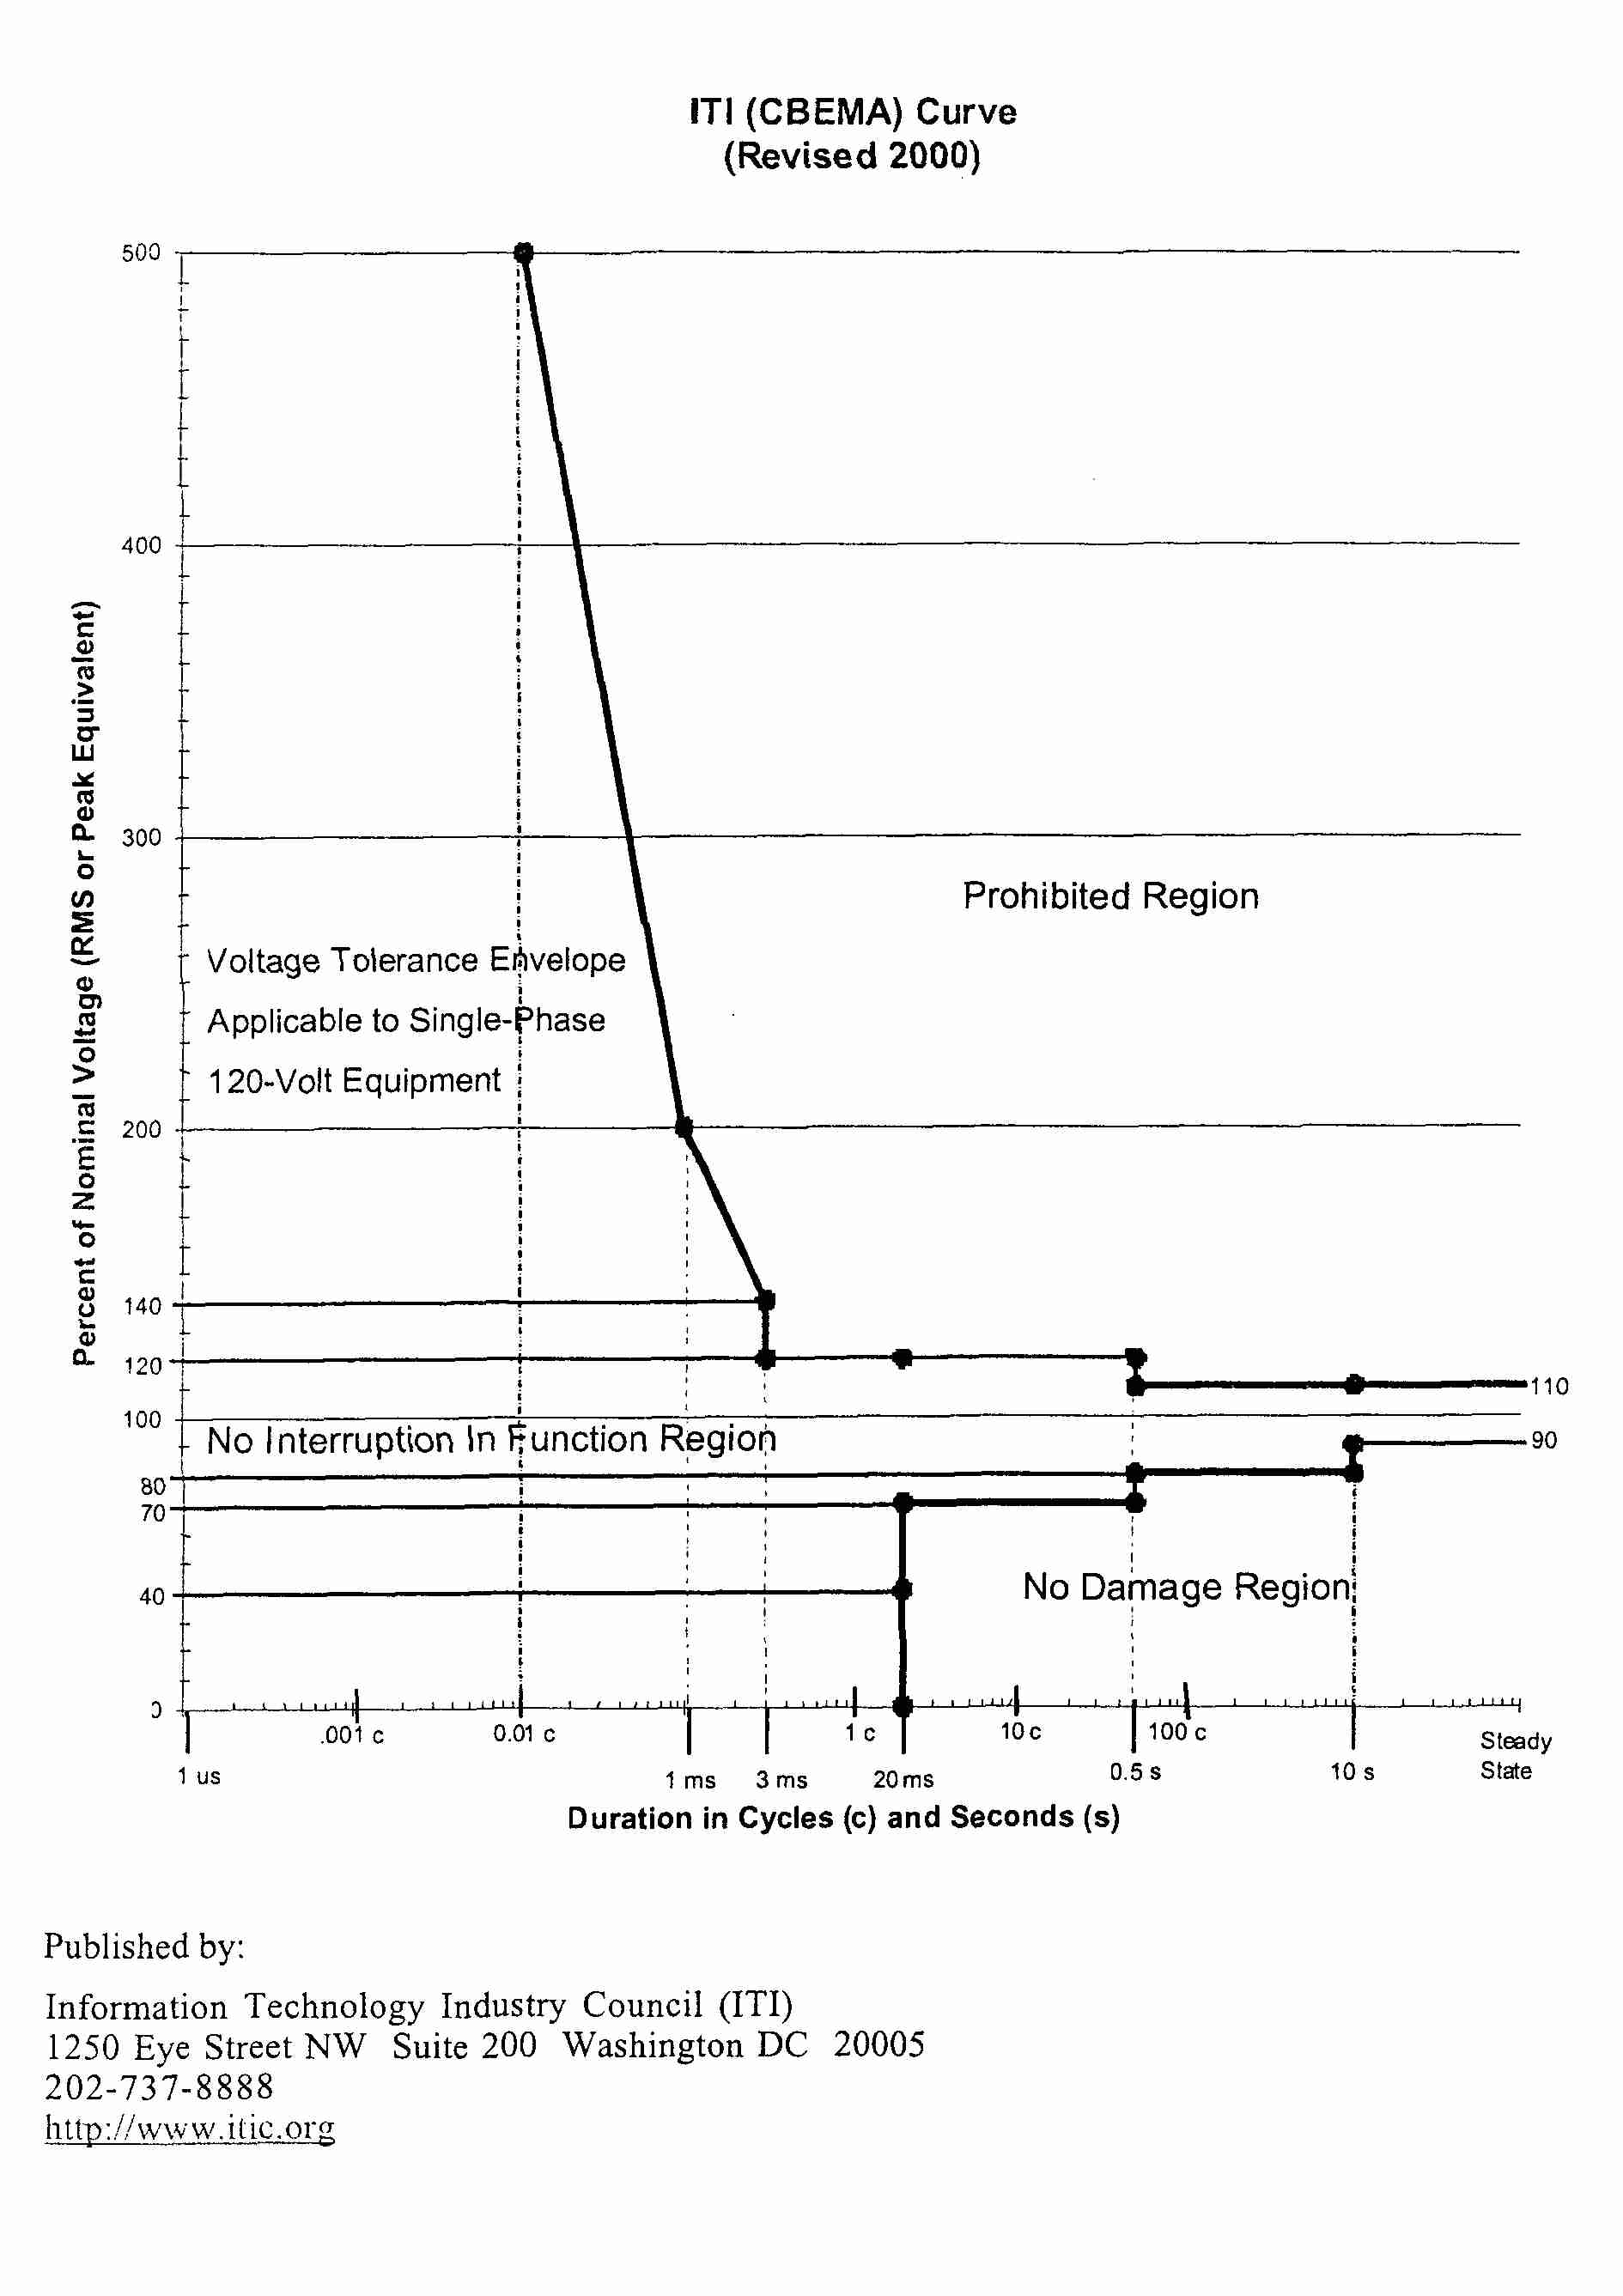 ITI (CBEMA) Curve
(Revised 2000)
Percent of Nominal Voltage (RMS or Peak Equivalent)
500
400
300
Prohibited Region
Voltage Tolerance Envelope
Applicable to Single-Phase
120-Volt Equipment
200
140
120
110
100
No Interruption In Function Region
90
80
70
40
No Damage Region
0
.001 c
0.01 c
1 c
10 c
100 c
Steady
State
1 us
1 ms
3 ms
20 ms
0.5 s
10 s
Duration in Cycles (c) and Seconds (s)
Published by:
Information Technology Industry Council (ITI)
1250 Eye Street NW Suite 200 Washington DC 20005
202-737-8888
http://www.itic.org